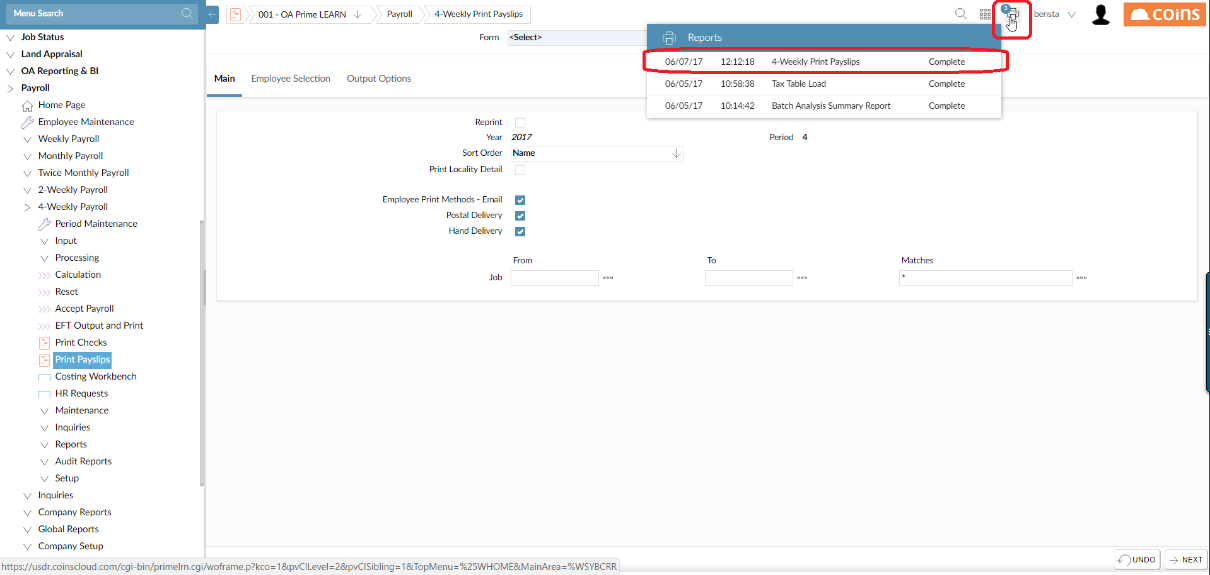 Menu Search
001 - OA Prime LEARN
Payroll
4-Weekly Print Payslips
3
bensta
COINS
Job Status
Land Appraisal
OA Reporting & BI
Payroll
Home Page
Employee Maintenance
Weekly Payroll
Monthly Payroll
Twice Monthly Payroll
2-Weekly Payroll
4-Weekly Payroll
Period Maintenance
Input
Processing
Calculation
Reset
Accept Payroll
EFT Output and Print
Print Checks
Print Payslips
Costing Workbench
HR Requests
Maintenance
Inquiries
Reports
Audit Reports
Setup
Inquiries
Company Reports
Global Reports
Company Setup
Form <Select>
Reports
06/07/17 12:12:18 4-Weekly Print Payslips Complete
06/05/17 10:58:38 Tax Table Load Complete
06/05/17 10:14:42 Batch Analysis Summary Report Complete
Main Employee Selection Output Options
Reprint
Year 2017 Period 4
Sort Order Name
Print Locality Detail
Employee Print Methods - Email
Postal Delivery
Hand Delivery
From To Matches
Job *
UNDO NEXT
https://usdr.coinscloud.com/cgi-bin/primelrn.cgi/woframe.p?kco=1&pvCILevel=2&pvCISibling=1&TopMenu=%25WHOME&MainArea=%WSYBCRR